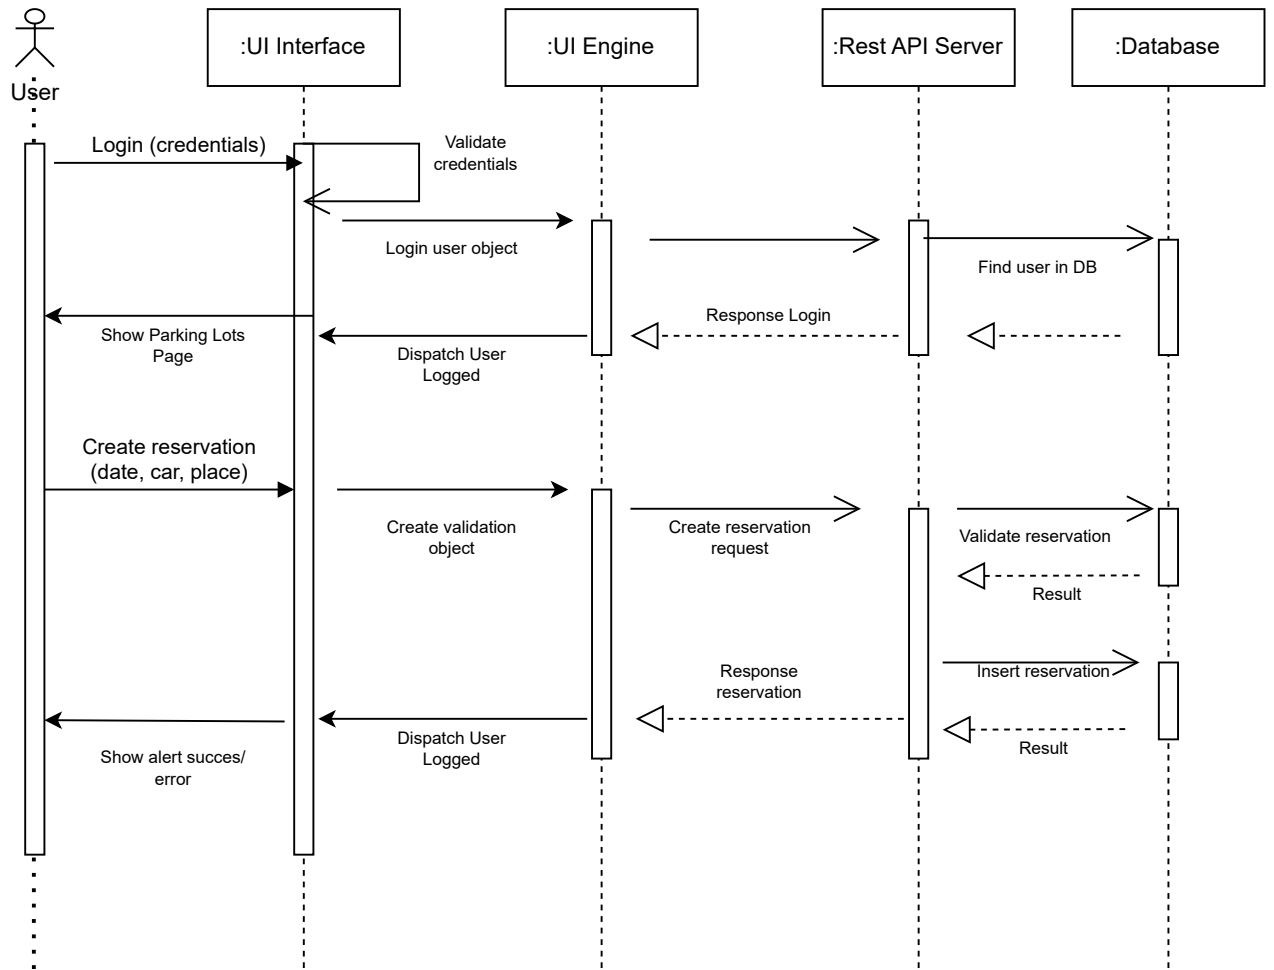 :UI Interface
:UI Engine
:Rest API Server
:Database
User
Login (credentials)
Validate
credentials
Login user object
Find user in DB
Response Login
Show Parking Lots
Page
Dispatch User
Logged
Create reservation
(date, car, place)
Create validation
object
Create reservation
request
Validate reservation
Result
Insert reservation
Response
reservation
Dispatch User
Logged
Result
Show alert succes/
error